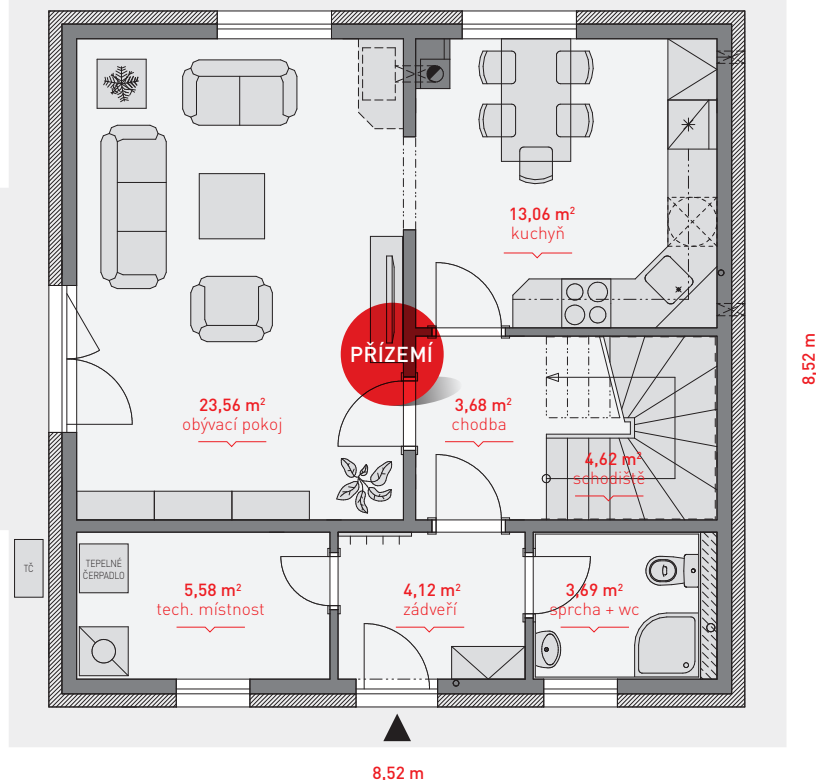 13,06 m²
kuchyň
PŘÍZEMÍ
23,56 m²
obývací pokoj
3,68 m²
chodba
4,62 m²
schodiště
TČ
TEPELNÉ
ČERPADLO
5,58 m²
tech. místnost
4,12 m²
zádveří
3,69 m²
sprcha + wc
8,52 m
8,52 m